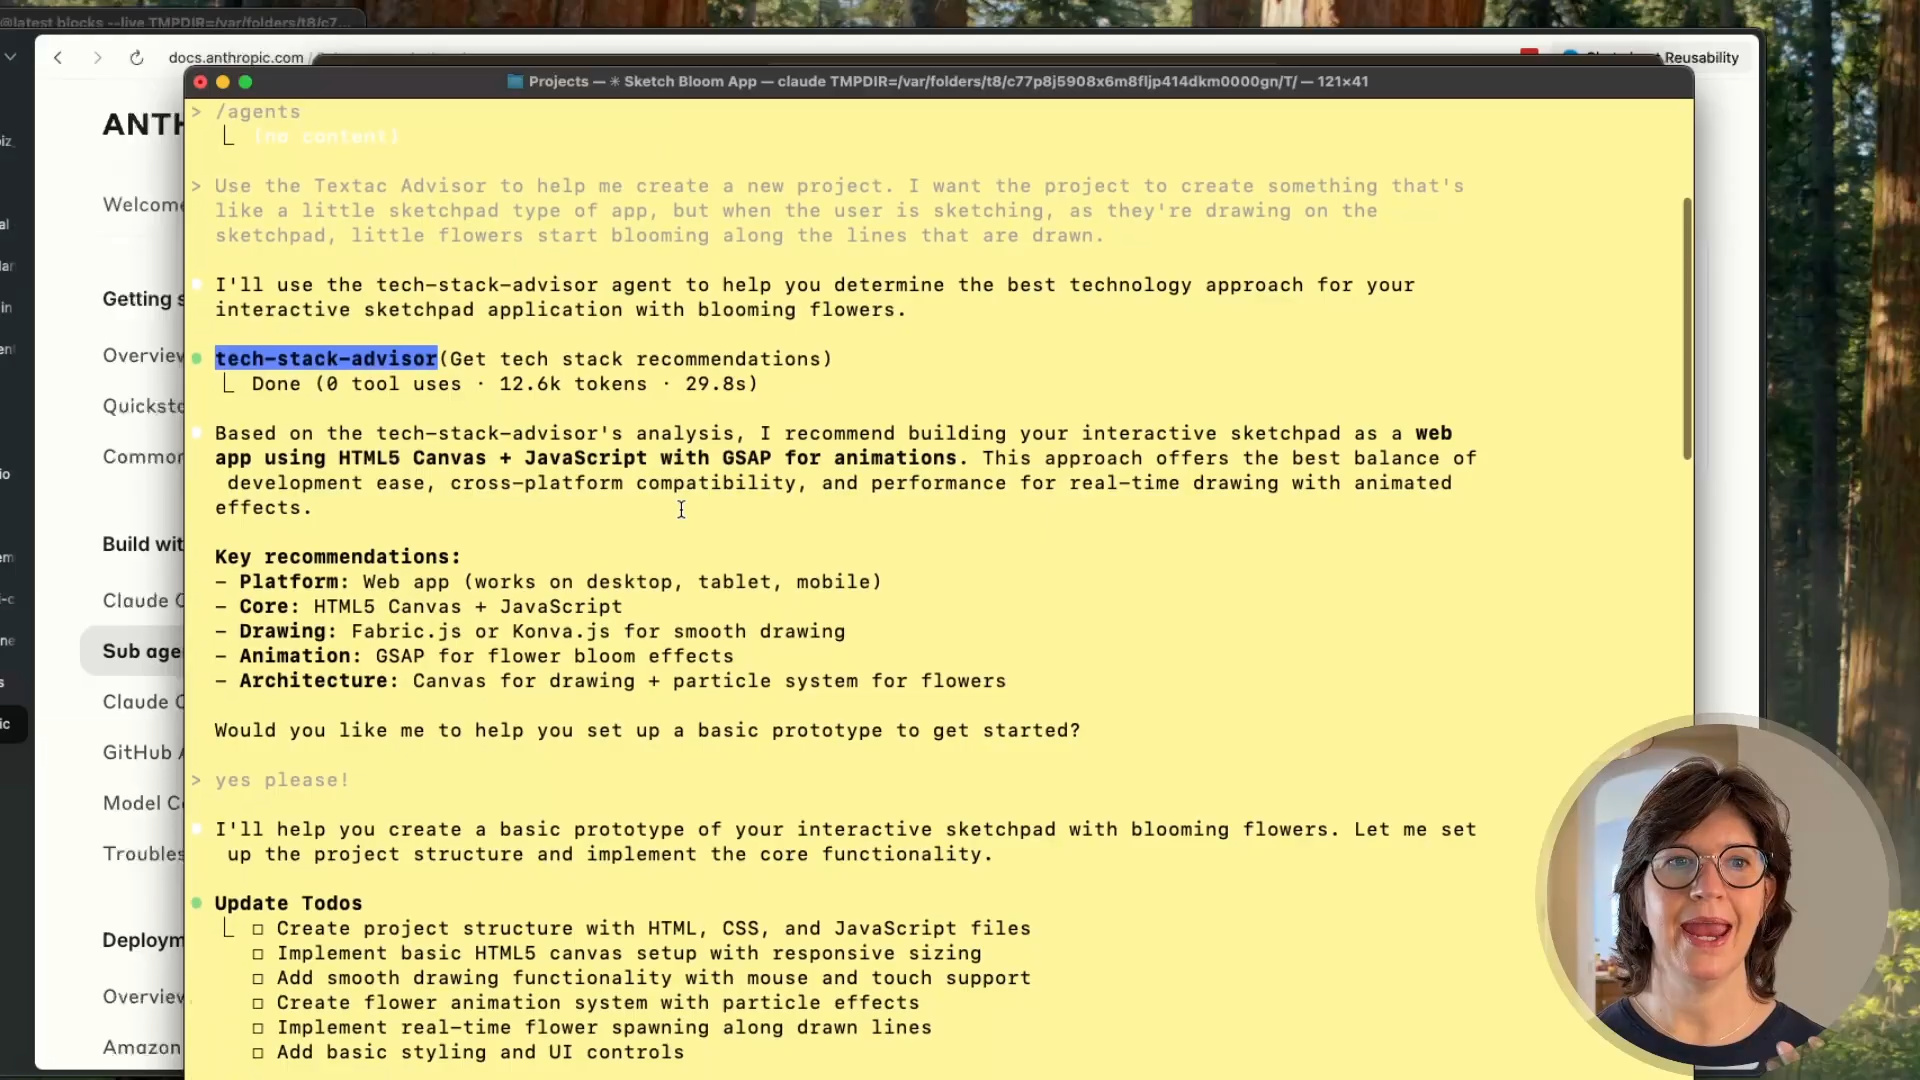 @latest blocks --live TMPDIR=/var/folders/t8/c7...
docs.anthropic.com /
Reusability
Projects — ✳ Sketch Bloom App — claude TMPDIR=/var/folders/t8/c77p8j5908x6m8fljp414dkm0000gn/T/ — 121×41
ANTH
Welcome
Getting s
Overview
Quicksta
Common
Build wit
Claude C
Sub age
Claude C
GitHub A
Model Co
Troubles
Deploym
Overview
Amazon
> /agents
(no content)
> Use the Textac Advisor to help me create a new project. I want the project to create something that's
like a little sketchpad type of app, but when the user is sketching, as they're drawing on the
sketchpad, little flowers start blooming along the lines that are drawn.
I'll use the tech-stack-advisor agent to help you determine the best technology approach for your
interactive sketchpad application with blooming flowers.
tech-stack-advisor(Get tech stack recommendations)
Done (0 tool uses · 12.6k tokens · 29.8s)
Based on the tech-stack-advisor's analysis, I recommend building your interactive sketchpad as a web
app using HTML5 Canvas + JavaScript with GSAP for animations. This approach offers the best balance of
development ease, cross-platform compatibility, and performance for real-time drawing with animated
effects.
Key recommendations:
- Platform: Web app (works on desktop, tablet, mobile)
- Core: HTML5 Canvas + JavaScript
- Drawing: Fabric.js or Konva.js for smooth drawing
- Animation: GSAP for flower bloom effects
- Architecture: Canvas for drawing + particle system for flowers
Would you like me to help you set up a basic prototype to get started?
> yes please!
I'll help you create a basic prototype of your interactive sketchpad with blooming flowers. Let me set
up the project structure and implement the core functionality.
Update Todos
☐ Create project structure with HTML, CSS, and JavaScript files
☐ Implement basic HTML5 canvas setup with responsive sizing
☐ Add smooth drawing functionality with mouse and touch support
☐ Create flower animation system with particle effects
☐ Implement real-time flower spawning along drawn lines
☐ Add basic styling and UI controls